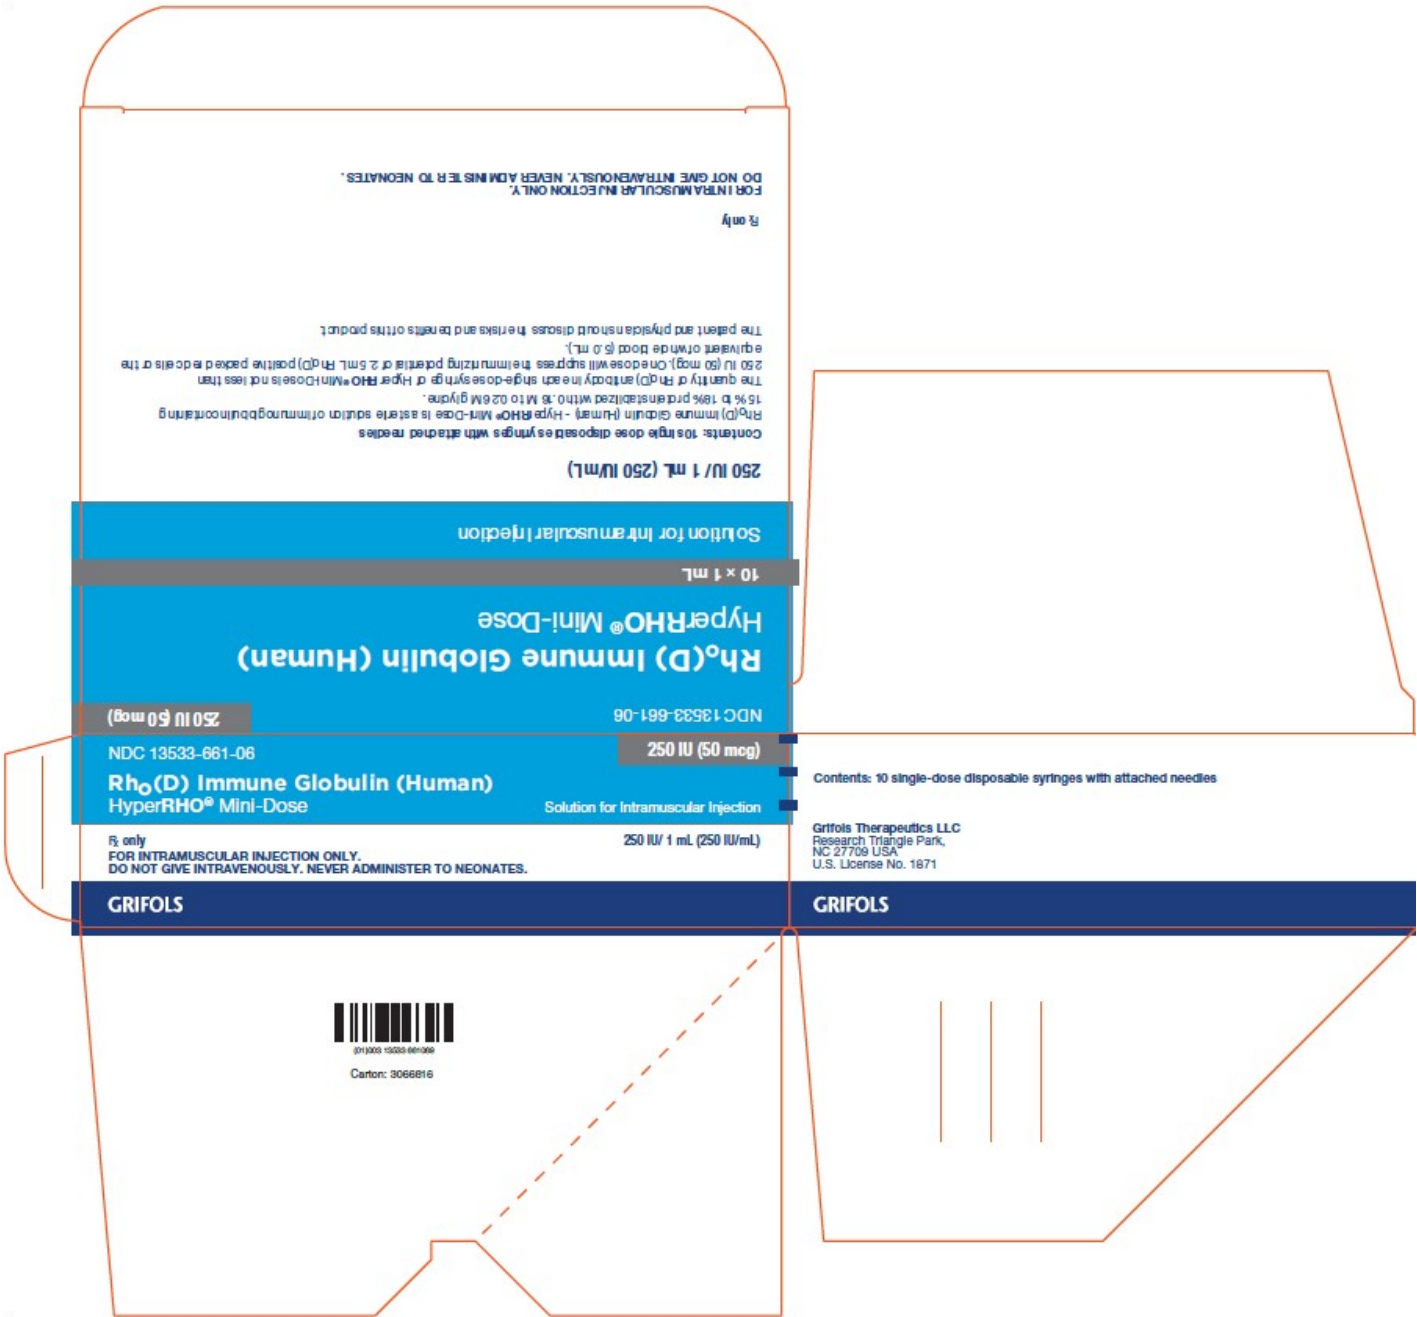 DO NOT GIVE INTRAVENOUSLY. NEVER ADMINISTER TO NEONATES.
FOR INTRAMUSCULAR INJECTION ONLY.
℞ only
The patient and physician should discuss the risks and benefits of this product.
equivalent of whole blood (5.0 mL).
250 IU (50 mcg). One dose will suppress the immunizing potential of 2.5 mL Rho(D) positive packed red cells or the
The quantity of Rho(D) antibody in each single-dose syringe of HyperRHO® Mini-Dose is not less than
15% to 18% protein stabilized with 0.16 M to 0.26 M glycine.
Rho(D) Immune Globulin (Human) - HyperRHO® Mini-Dose is a sterile solution of immunoglobulin containing
Contents: 10 single dose disposable syringes with attached needles
250 IU/ 1 mL (250 IU/mL)
Solution for Intramuscular Injection
10 × 1 mL
HyperRHO® Mini-Dose
Rho(D) Immune Globulin (Human)
NDC 13533-661-06
250 IU (50 mcg)
NDC 13533-661-06
250 IU (50 mcg)
RhO(D) Immune Globulin (Human)
HyperRHO® Mini-Dose
Solution for Intramuscular Injection
℞ only
250 IU/ 1 mL (250 IU/mL)
FOR INTRAMUSCULAR INJECTION ONLY.
DO NOT GIVE INTRAVENOUSLY. NEVER ADMINISTER TO NEONATES.
GRIFOLS
Contents: 10 single-dose disposable syringes with attached needles
Grifols Therapeutics LLC
Research Triangle Park,
NC 27709 USA
U.S. License No. 1871
GRIFOLS
(01)003 13533 661069
Carton: 3066816